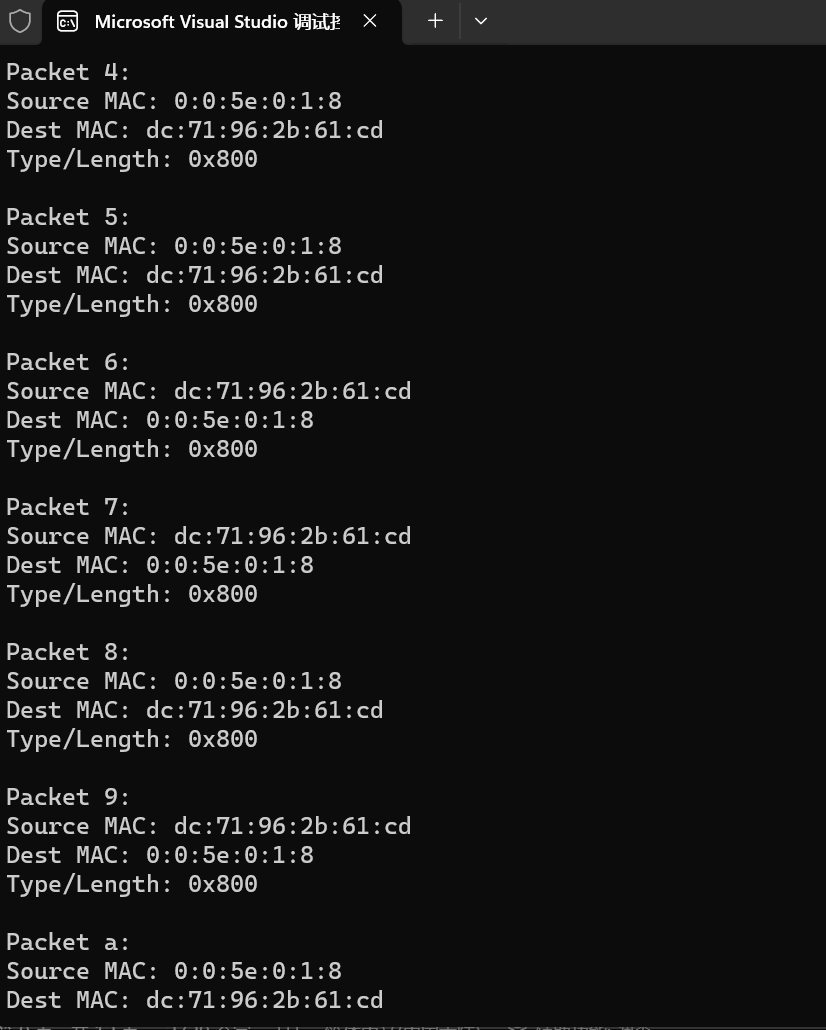 Microsoft Visual Studio 调试
Packet 4:
Source MAC: 0:0:5e:0:1:8
Dest MAC: dc:71:96:2b:61:cd
Type/Length: 0x800
Packet 5:
Source MAC: 0:0:5e:0:1:8
Dest MAC: dc:71:96:2b:61:cd
Type/Length: 0x800
Packet 6:
Source MAC: dc:71:96:2b:61:cd
Dest MAC: 0:0:5e:0:1:8
Type/Length: 0x800
Packet 7:
Source MAC: dc:71:96:2b:61:cd
Dest MAC: 0:0:5e:0:1:8
Type/Length: 0x800
Packet 8:
Source MAC: 0:0:5e:0:1:8
Dest MAC: dc:71:96:2b:61:cd
Type/Length: 0x800
Packet 9:
Source MAC: dc:71:96:2b:61:cd
Dest MAC: 0:0:5e:0:1:8
Type/Length: 0x800
Packet a:
Source MAC: 0:0:5e:0:1:8
Dest MAC: dc:71:96:2b:61:cd